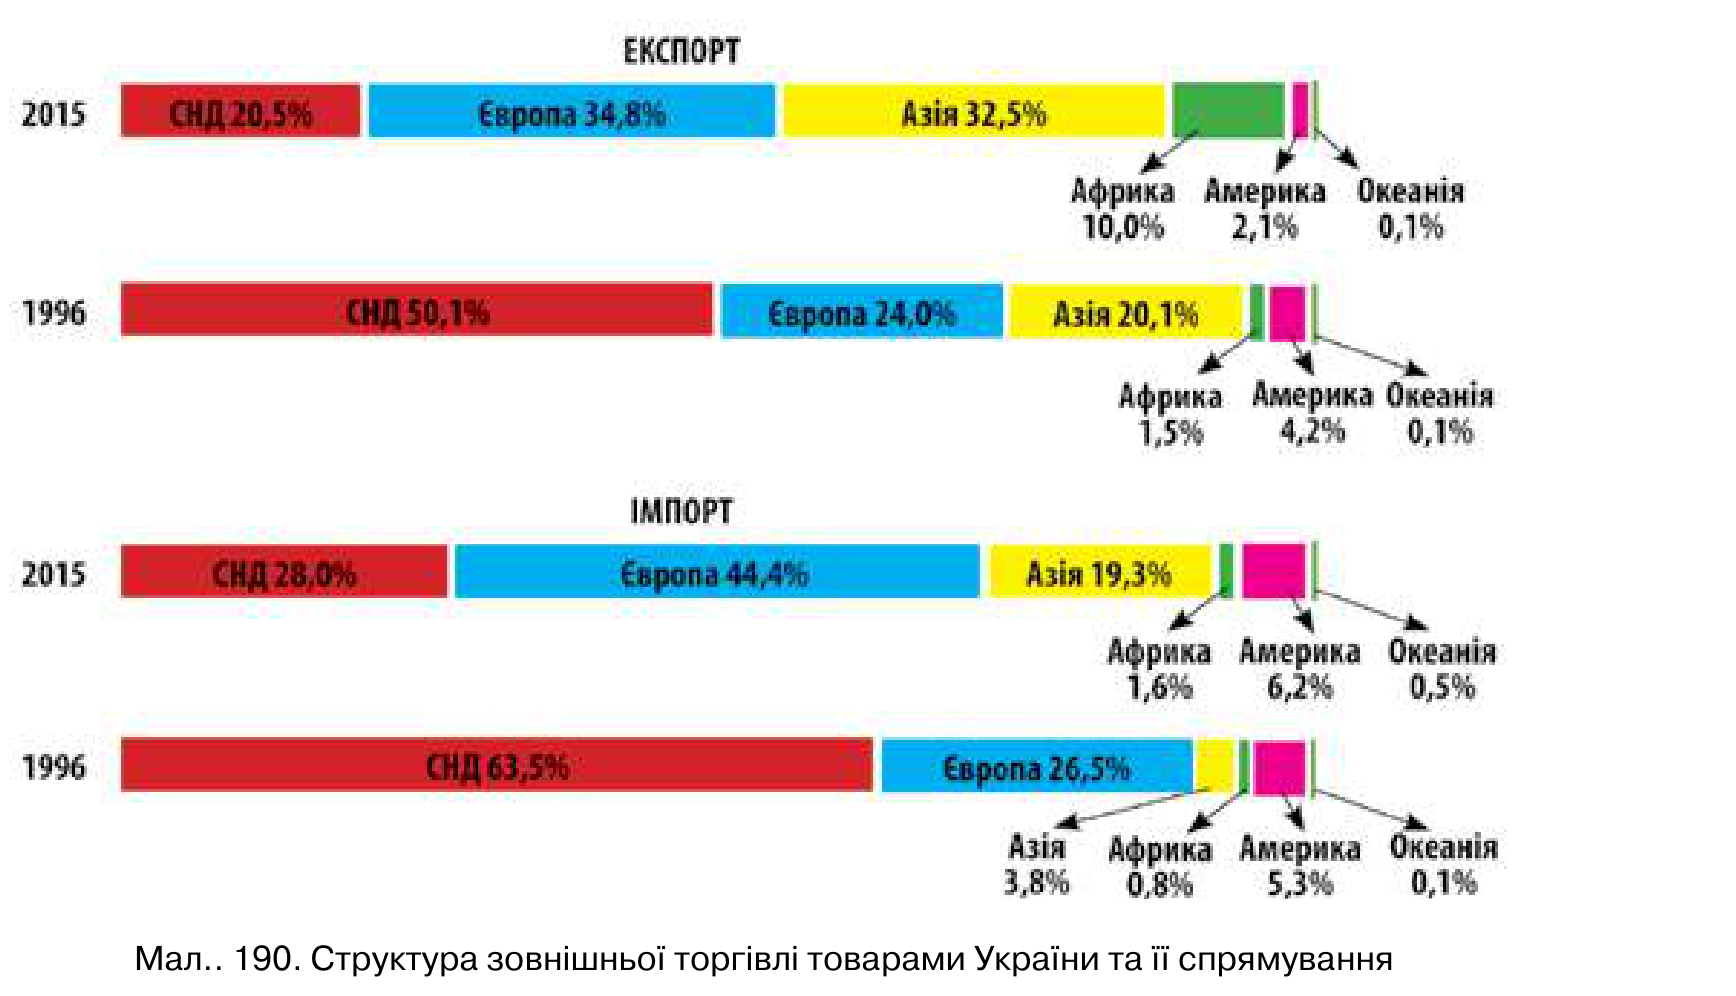 ЕКСПОРТ
2015 СНД 20,5% Європа 34,8% Азія 32,5%
Африка Америка Океанія
10,0% 2,1% 0,1%
1996 СНД 50,1% Європа 24,0% Азія 20,1%
Африка Америка Океанія
1,5% 4,2% 0,1%
ІМПОРТ
2015 СНД 28,0% Європа 44,4% Азія 19,3%
Африка Америка Океанія
1,6% 6,2% 0,5%
1996 СНД 63,5% Європа 26,5%
Азія Африка Америка Океанія
3,8% 0,8% 5,3% 0,1%
Мал.. 190. Структура зовнішньої торгівлі товарами України та її спрямування